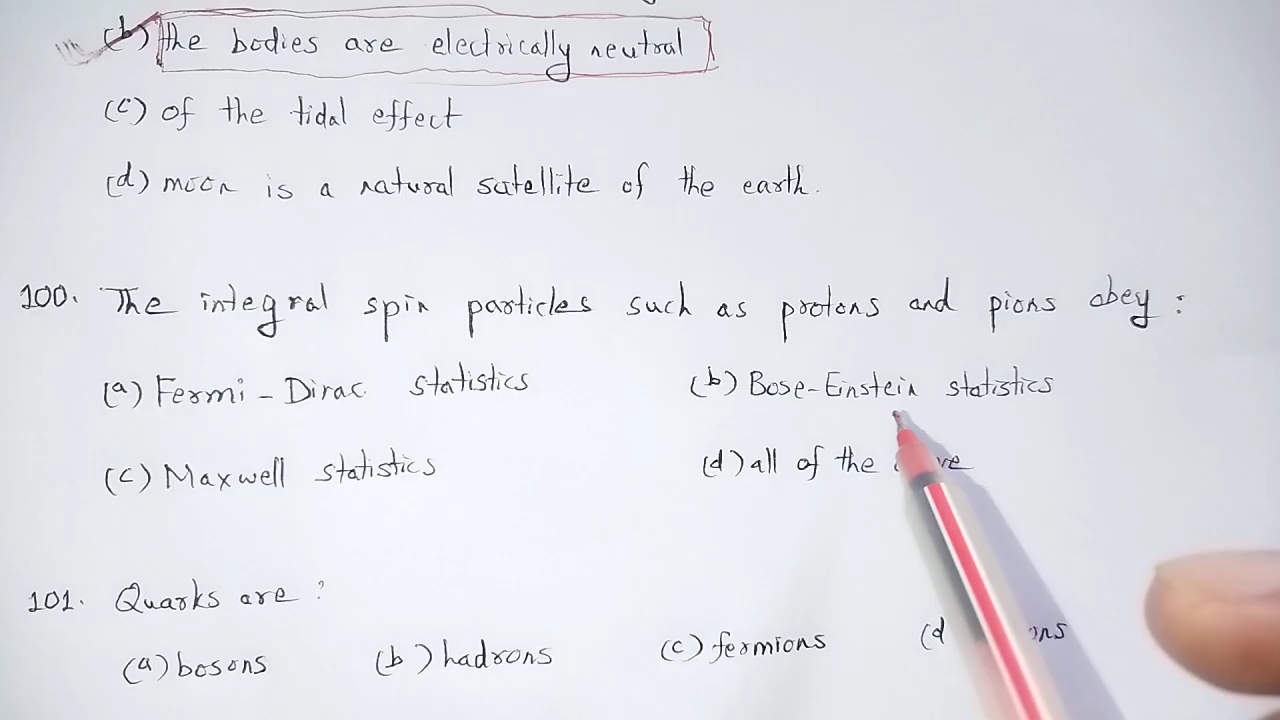 (b) the bodies are electrically neutral
(c) of the tidal effect
(d) moon is a natural satellite of the earth.
100. The integral spin particles such as protons and pions obey :
(a) Fermi - Dirac statistics (b) Bose-Einstein statistics
(c) Maxwell statistics (d) all of the
101. Quarks are ?
(a) bosons (b) hadrons (c) fermions (d